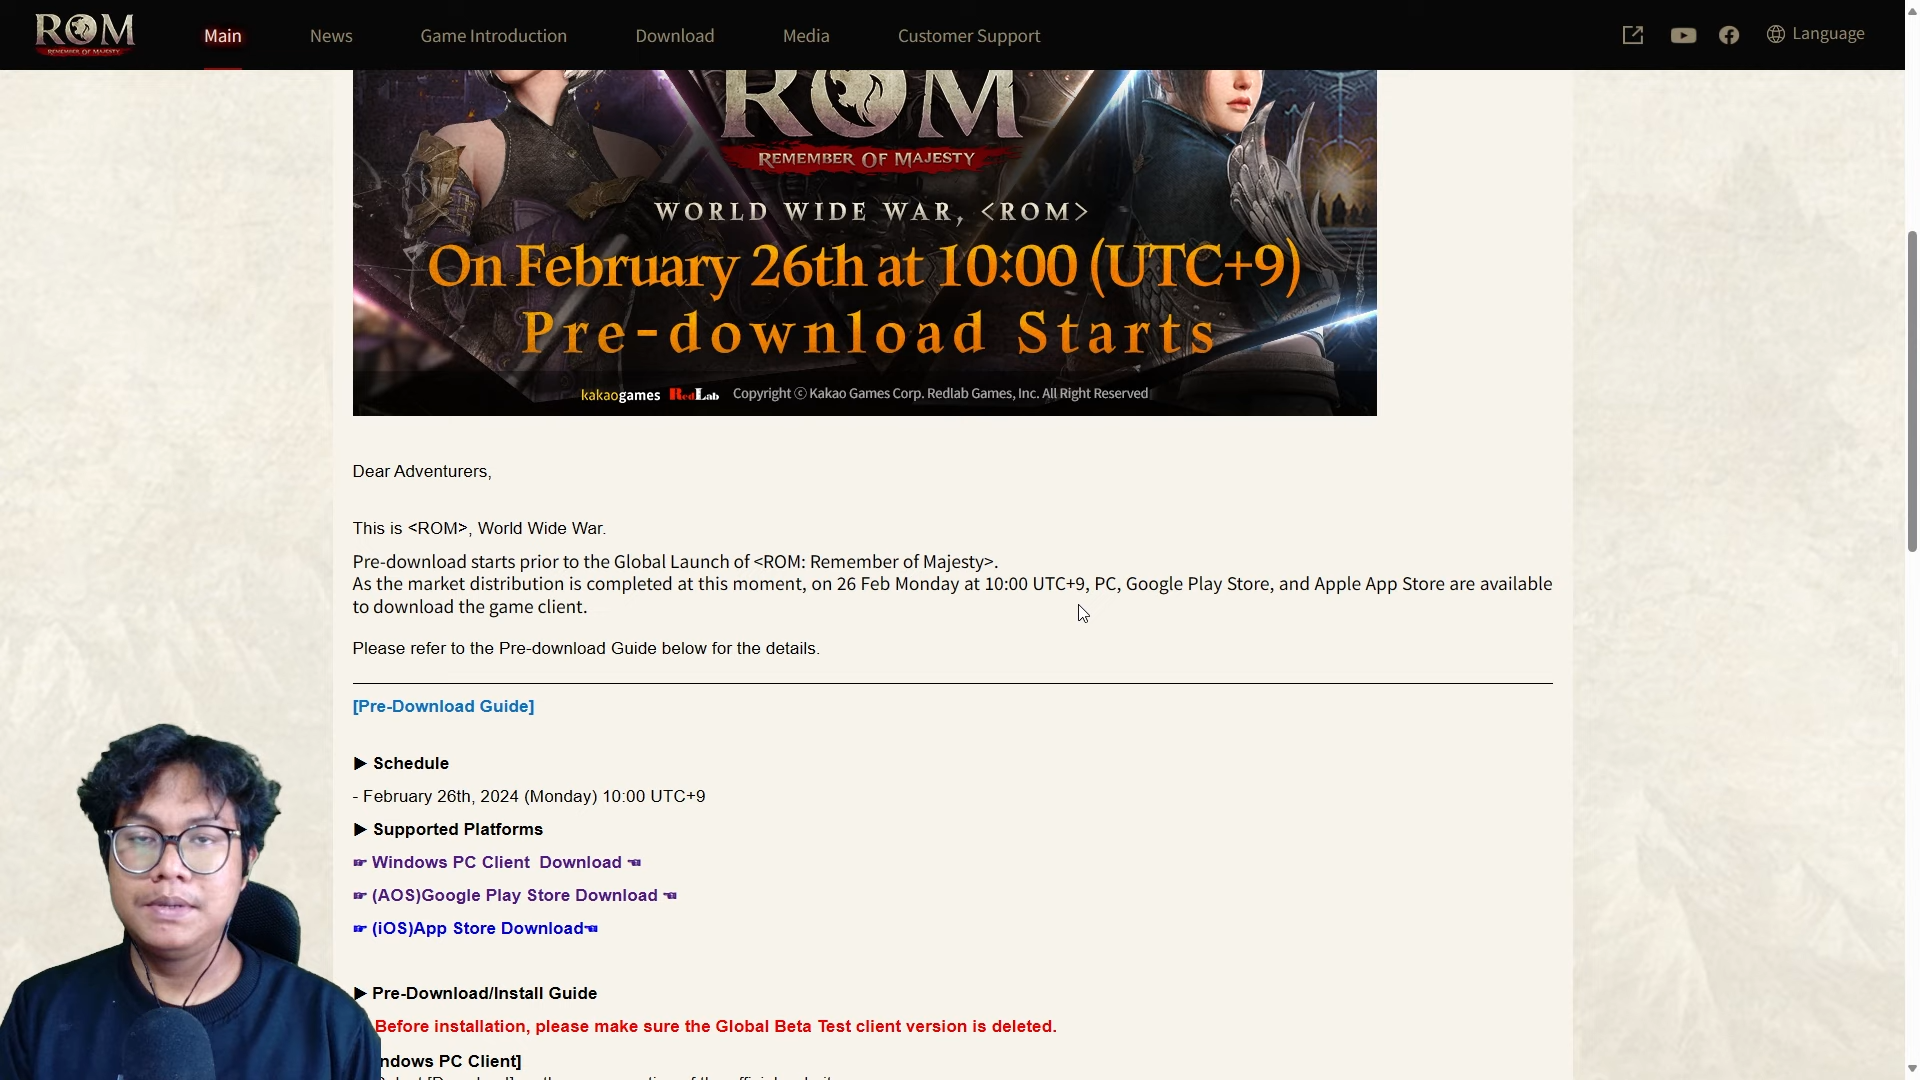 ROM
REMEMBER OF MAJESTY
Main
News
Game Introduction
Download
Media
Customer Support
Language
ROM
REMEMBER OF MAJESTY
WORLD WIDE WAR, <ROM>
On February 26th at 10:00 (UTC+9)
Pre-download Starts
kakaogames RedLab Copyright ⓒ Kakao Games Corp. Redlab Games, Inc. All Right Reserved
Dear Adventurers,
This is <ROM>, World Wide War.
Pre-download starts prior to the Global Launch of <ROM: Remember of Majesty>.
As the market distribution is completed at this moment, on 26 Feb Monday at 10:00 UTC+9, PC, Google Play Store, and Apple App Store are available
to download the game client.
Please refer to the Pre-download Guide below for the details.
[Pre-Download Guide]
▶ Schedule
- February 26th, 2024 (Monday) 10:00 UTC+9
▶ Supported Platforms
☞ Windows PC Client  Download ☜
☞ (AOS)Google Play Store Download ☜
☞ (iOS)App Store Download☜
▶ Pre-Download/Install Guide
Before installation, please make sure the Global Beta Test client version is deleted.
ndows PC Client]